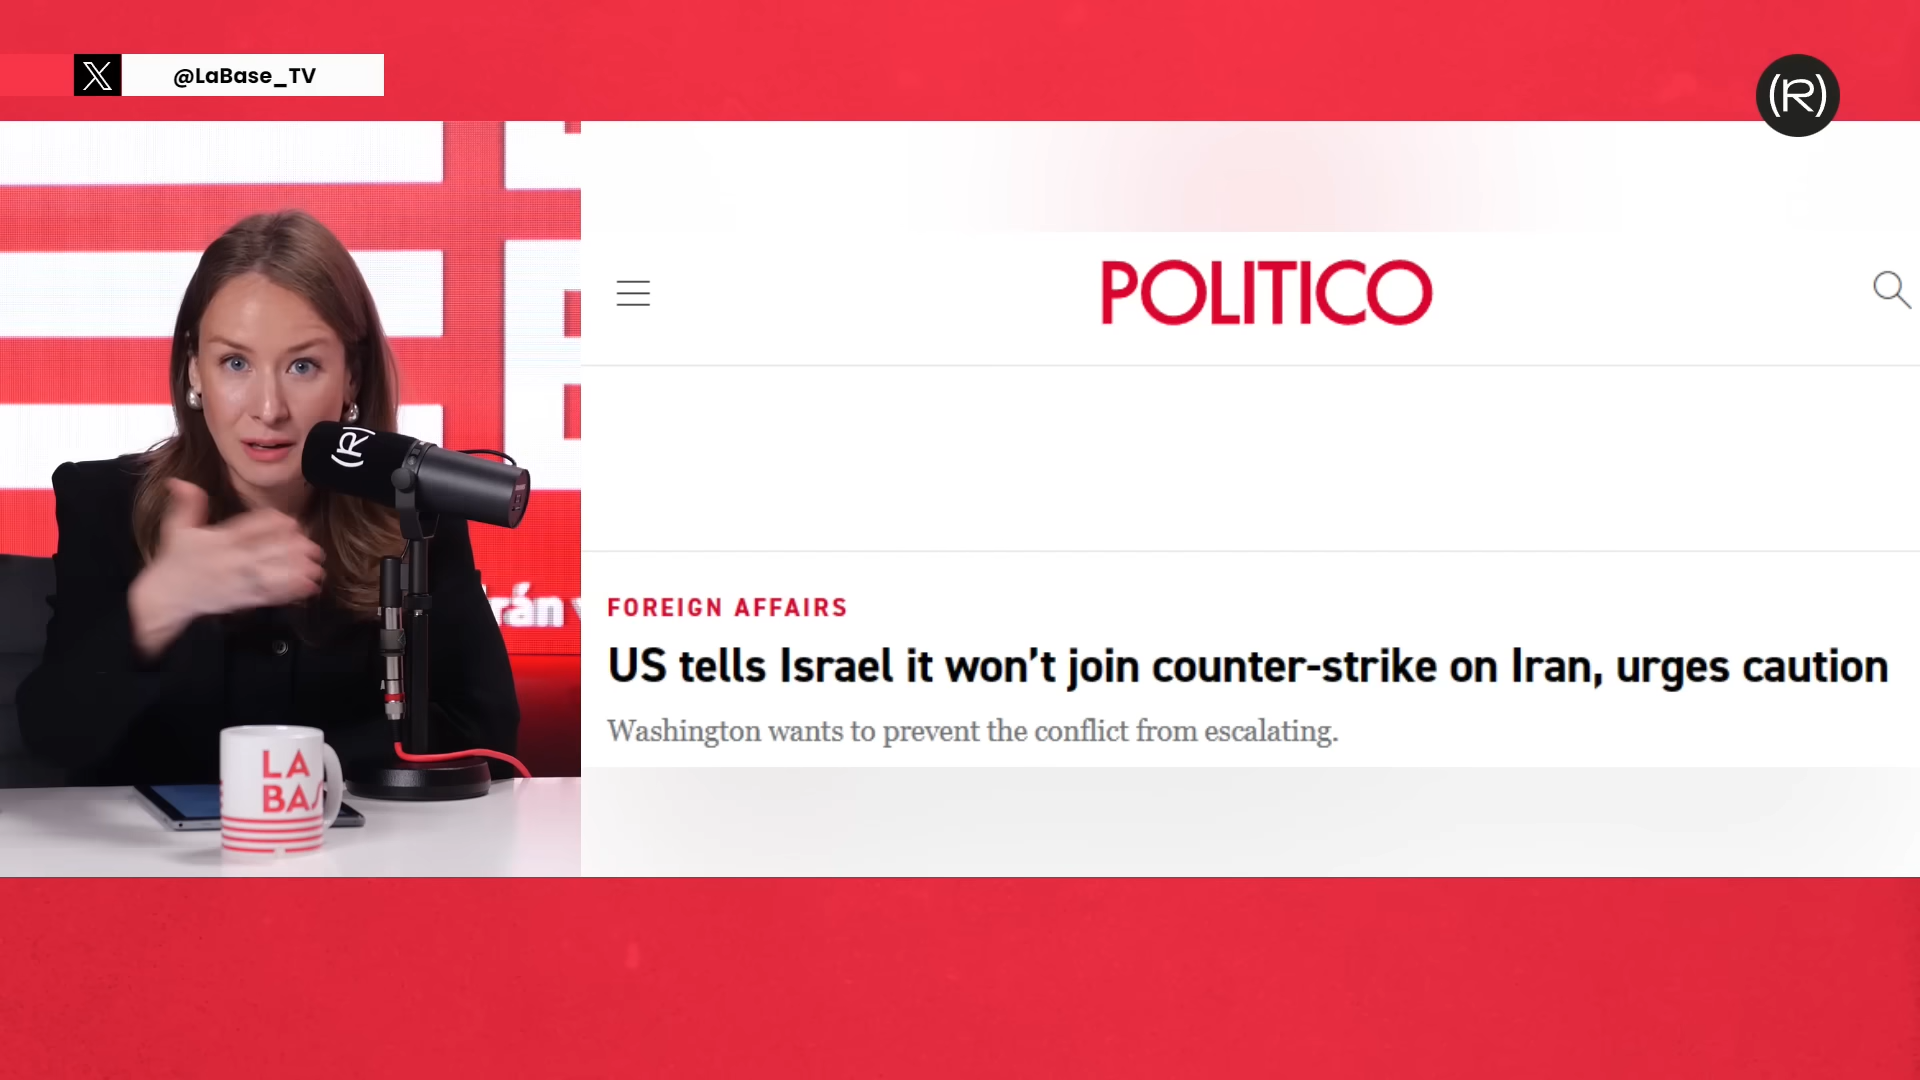 @LaBase_TV
(R)
POLITICO
(R)
FOREIGN AFFAIRS
US tells Israel it won’t join counter-strike on Iran, urges caution
Washington wants to prevent the conflict from escalating.
LA
BAS